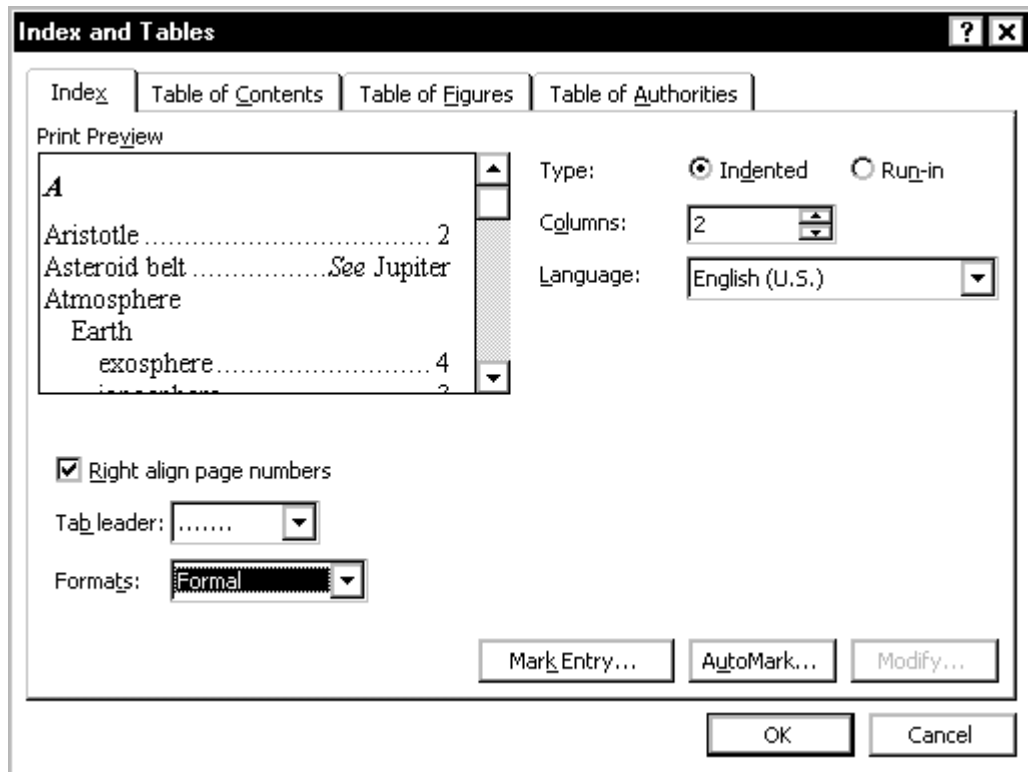 Index and Tables
Index Table of Contents Table of Figures Table of Authorities
Print Preview
A
Aristotle ..................................... 2
Asteroid belt ..................See Jupiter
Atmosphere
Earth
exosphere ............................ 4
Type: Indented Run-in
Columns: 2
Language: English (U.S.)
Right align page numbers
Tab leader: .......
Formats: Formal
Mark Entry... AutoMark... Modify...
OK Cancel